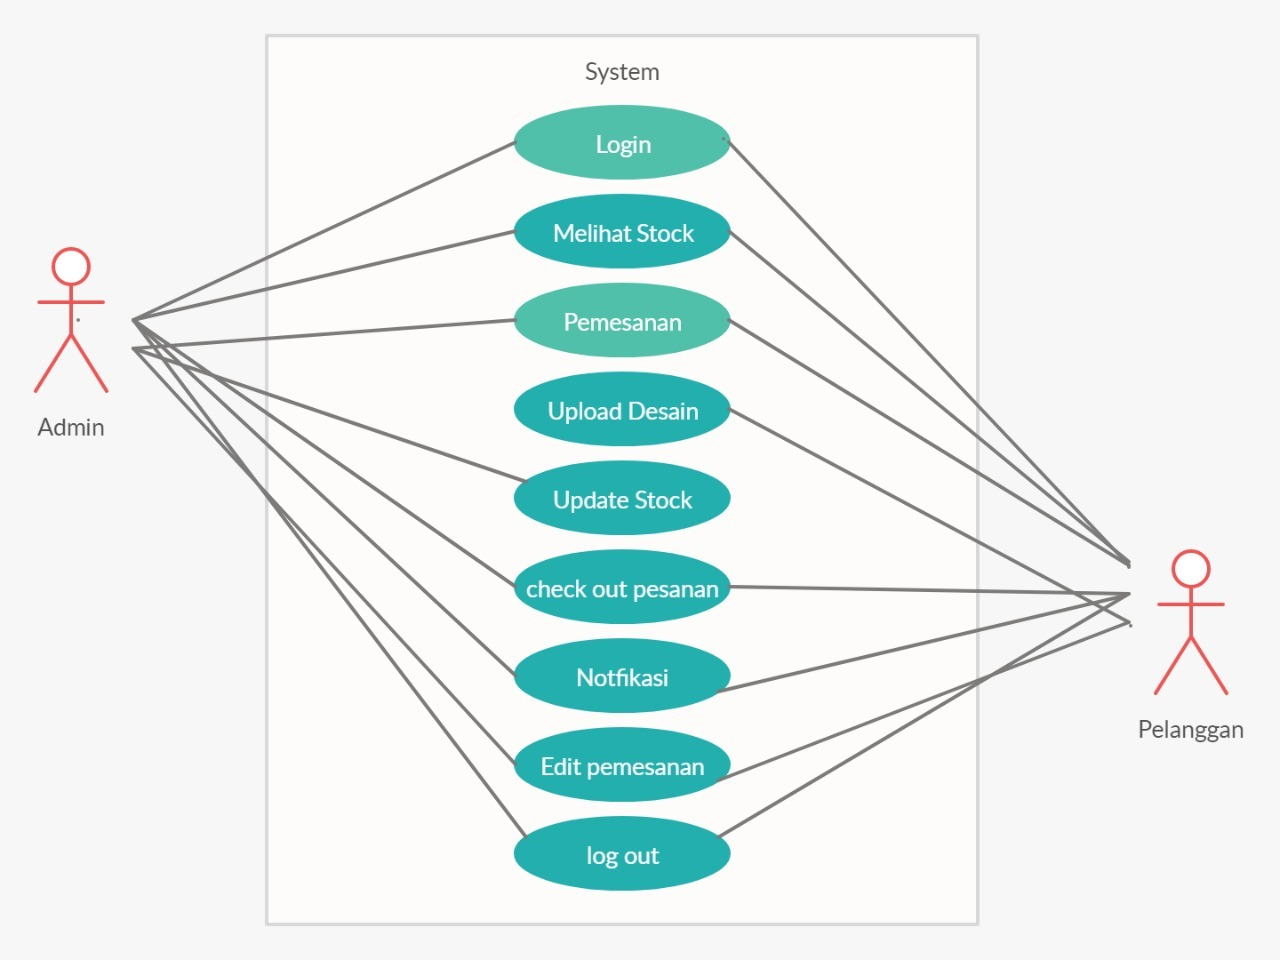 System
Login
Melihat Stock
Pemesanan
Upload Desain
Update Stock
check out pesanan
Notfikasi
Edit pemesanan
log out
Admin
Pelanggan